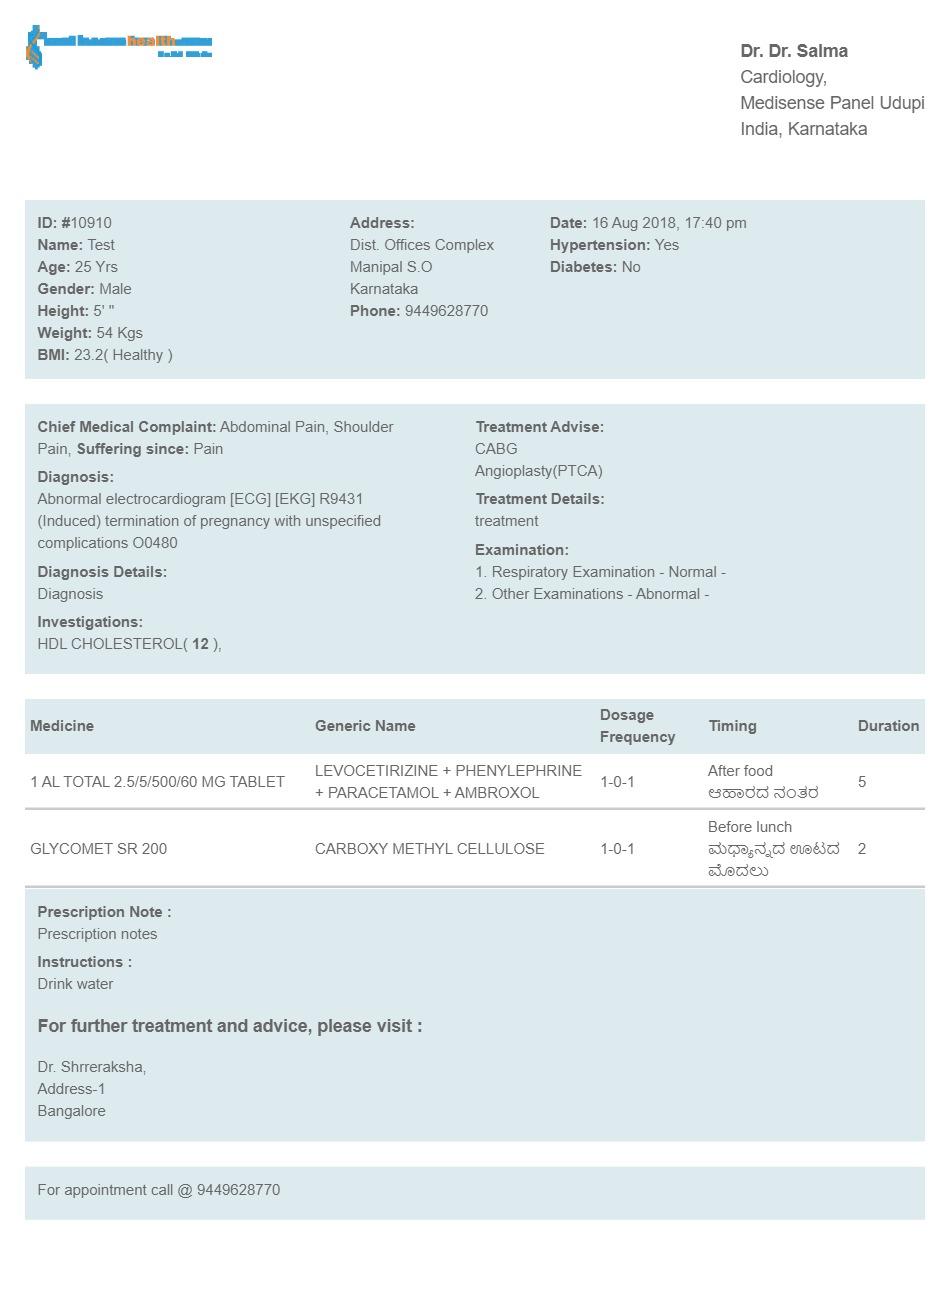 health
Dr. Dr. Salma
Cardiology,
Medisense Panel Udupi
India, Karnataka
ID: #10910
Name: Test
Age: 25 Yrs
Gender: Male
Height: 5' "
Weight: 54 Kgs
BMI: 23.2( Healthy )
Address:
Dist. Offices Complex
Manipal S.O
Karnataka
Phone: 9449628770
Date: 16 Aug 2018, 17:40 pm
Hypertension: Yes
Diabetes: No
Chief Medical Complaint: Abdominal Pain, Shoulder
Pain, Suffering since: Pain
Diagnosis:
Abnormal electrocardiogram [ECG] [EKG] R9431
(Induced) termination of pregnancy with unspecified
complications O0480
Diagnosis Details:
Diagnosis
Investigations:
HDL CHOLESTEROL( 12 ),
Treatment Advise:
CABG
Angioplasty(PTCA)
Treatment Details:
treatment
Examination:
1. Respiratory Examination - Normal -
2. Other Examinations - Abnormal -
Medicine Generic Name Dosage Frequency Timing Duration
1 AL TOTAL 2.5/5/500/60 MG TABLET
LEVOCETIRIZINE + PHENYLEPHRINE
+ PARACETAMOL + AMBROXOL
1-0-1
After food
ಆಹಾರದ ನಂತರ
5
GLYCOMET SR 200
CARBOXY METHYL CELLULOSE
1-0-1
Before lunch
ಮಧ್ಯಾನ್ನದ ಊಟದ
ಮೊದಲು
2
Prescription Note :
Prescription notes
Instructions :
Drink water
For further treatment and advice, please visit :
Dr. Shrreraksha,
Address-1
Bangalore
For appointment call @ 9449628770